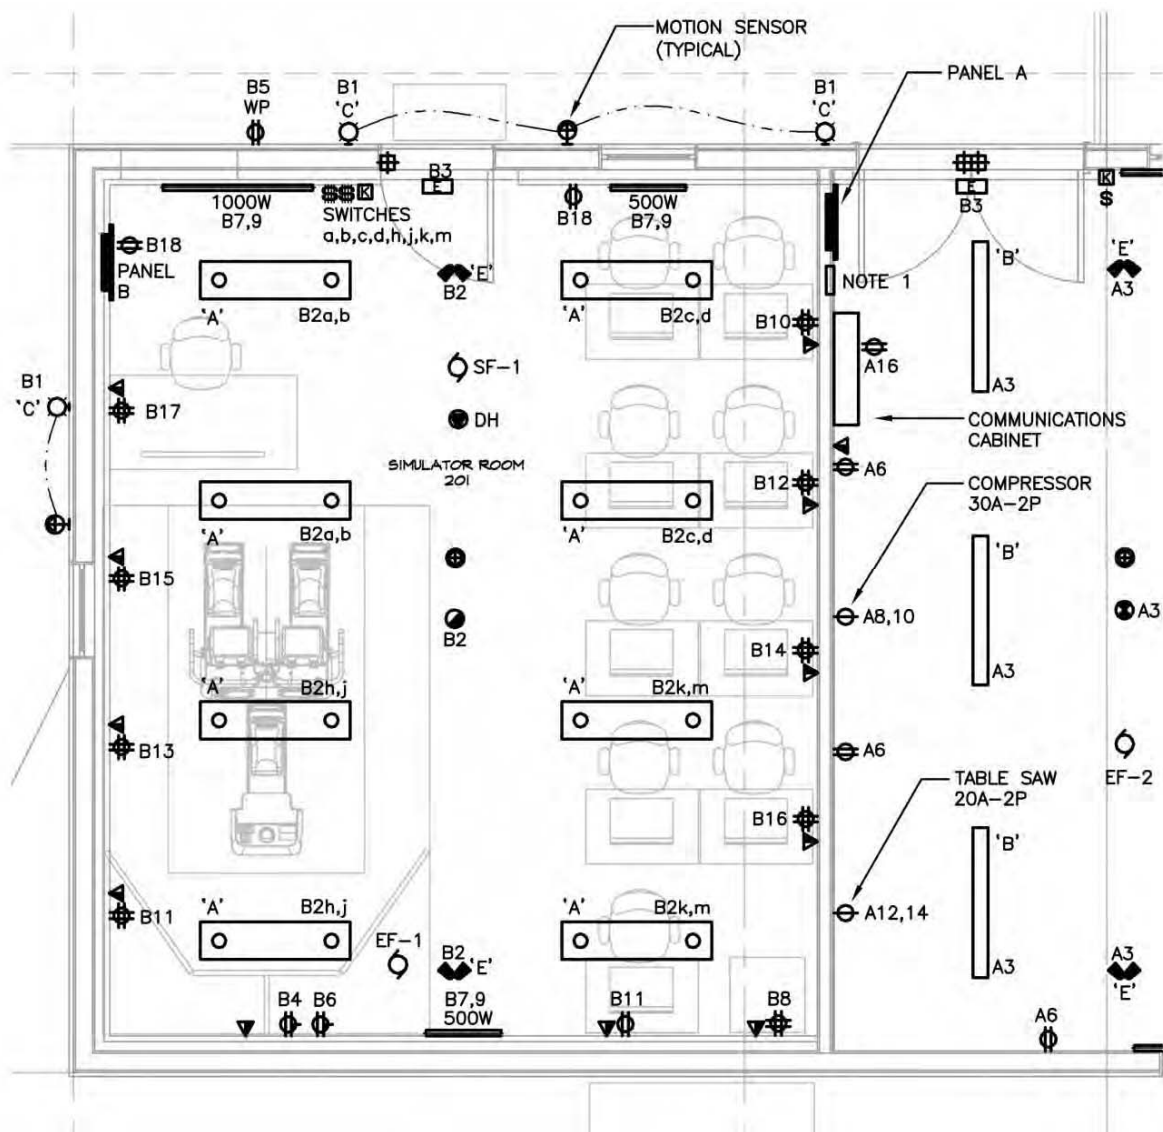 MOTION SENSOR
(TYPICAL)
B5
WP
B1
'C'
B1
'C'
PANEL A
B3
1000W
B7,9
$$
$$
K
E
SWITCHES
a,b,c,d,h,j,k,m
B18
500W
B7,9
E
B3
K
$
B18
PANEL
B
'E'
B2
'A'
B2a,b
'A'
B2c,d
NOTE 1
'B'
'E'
A3
B10
SF-1
A16
A3
B1
'C'
B17
DH
COMMUNICATIONS
CABINET
SIMULATOR ROOM
201
A6
B12
COMPRESSOR
30A-2P
'A'
B2a,b
'A'
B2c,d
'B'
B15
B2
A8,10
A3
B14
'A'
B2h,j
'A'
B2k,m
A3
B13
A6
EF-2
TABLE SAW
20A-2P
B16
'B'
'A'
B2h,j
'A'
B2k,m
B11
A12,14
EF-1
B2
'E'
A3
A3
'E'
B4
B6
B7,9
500W
B11
B8
A6